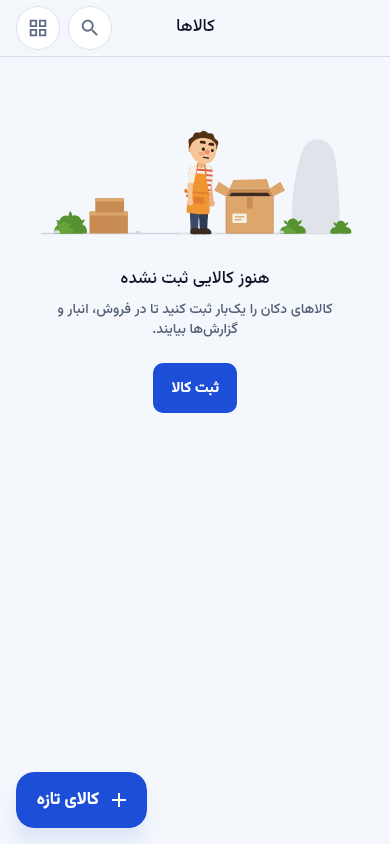 کالاها
هنوز کالایی ثبت نشده
کالاهای دکان را یک‌بار ثبت کنید تا در فروش، انبار و
گزارش‌ها بیایند.
ثبت کالا
کالای تازه